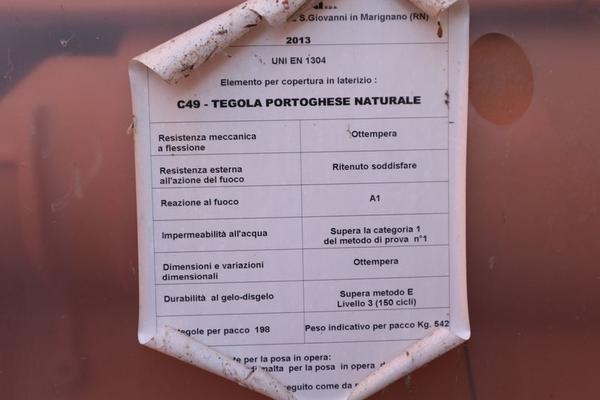 S.Giovanni in Marignano (RN)
2013
UNI EN 1304
Elemento per copertura in laterizio :
C49 - TEGOLA PORTOGHESE NATURALE
Resistenza meccanica
a flessione
Ottempera
Resistenza esterna
all'azione del fuoco
Ritenuto soddisfare
Reazione al fuoco
A1
Impermeabilità all'acqua
Supera la categoria 1
del metodo di prova n°1
Dimensioni e variazioni
dimensionali
Ottempera
Durabilità al gelo-disgelo
Supera metodo E
Livello 3 (150 cicli)
tegole per pacco 198
Peso indicativo per pacco Kg. 542
per la posa in opera:
di malta per la posa in opera
seguito come da